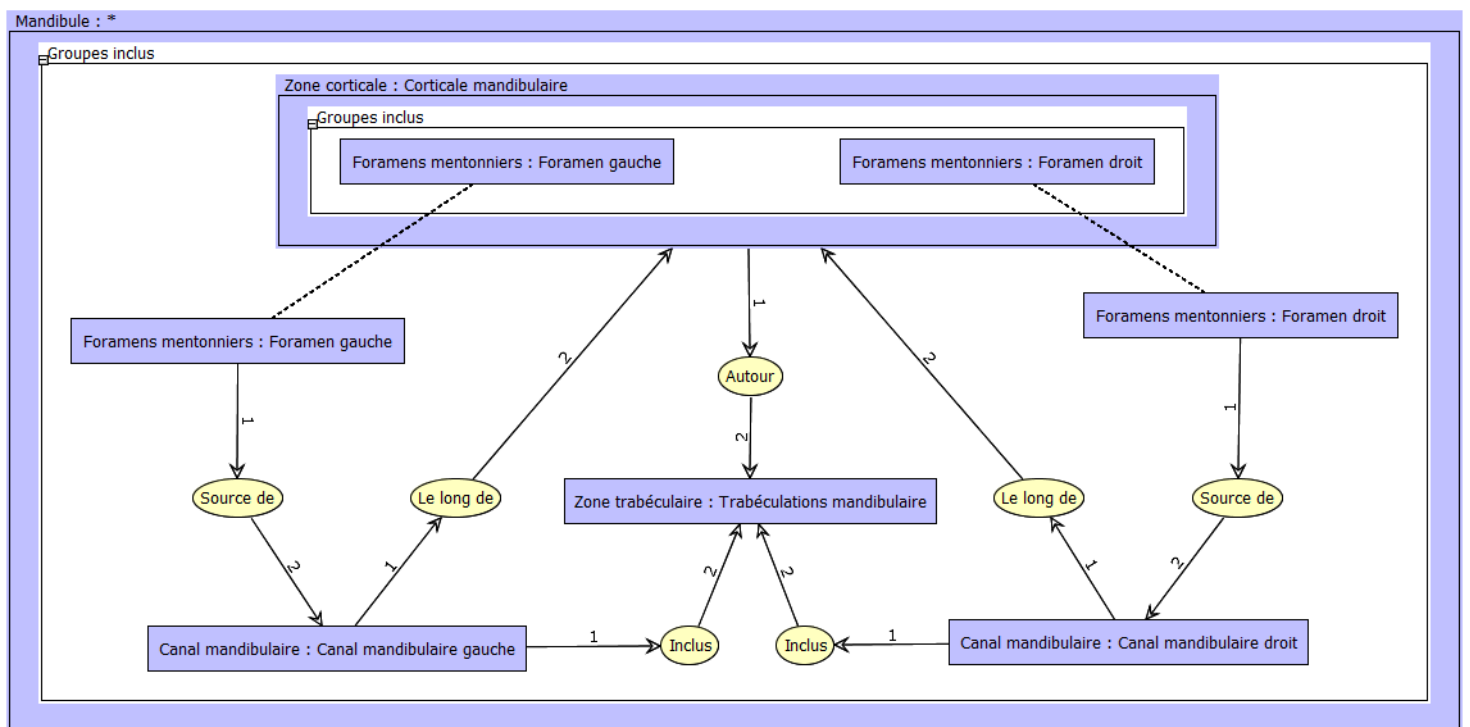 Mandibule : *
Groupes inclus
Zone corticale : Corticale mandibulaire
Groupes inclus
Foramens mentonniers : Foramen gauche
Foramens mentonniers : Foramen droit
Foramens mentonniers : Foramen gauche
Foramens mentonniers : Foramen droit
1
2
2
1
Autour
2
1
Source de
Le long de
Zone trabéculaire : Trabéculations mandibulaire
Le long de
Source de
2
1
2
2
1
2
Canal mandibulaire : Canal mandibulaire gauche
1
Inclus
Inclus
1
Canal mandibulaire : Canal mandibulaire droit